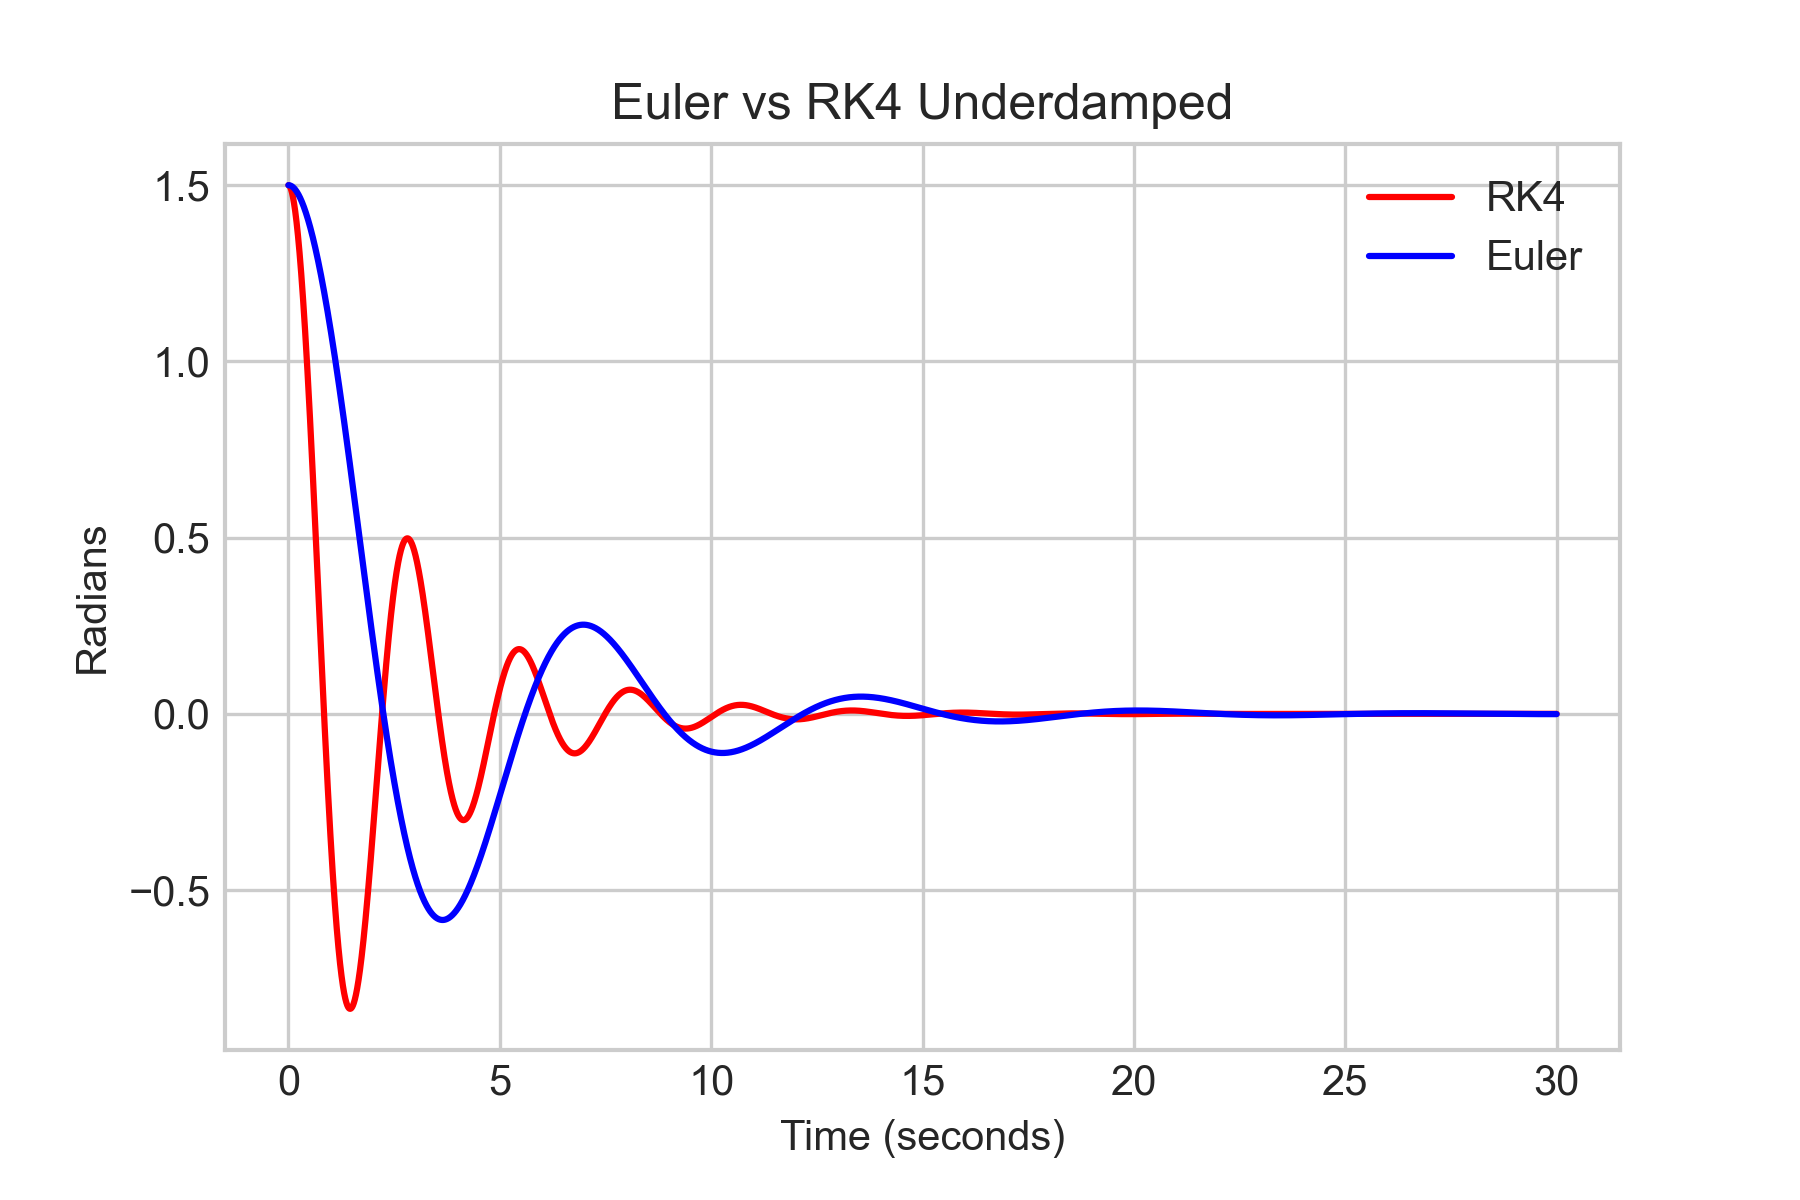 Euler vs RK4 Underdamped
RK4
Euler
Radians
1.5
1.0
0.5
0.0
−0.5
0 5 10 15 20 25 30
Time (seconds)